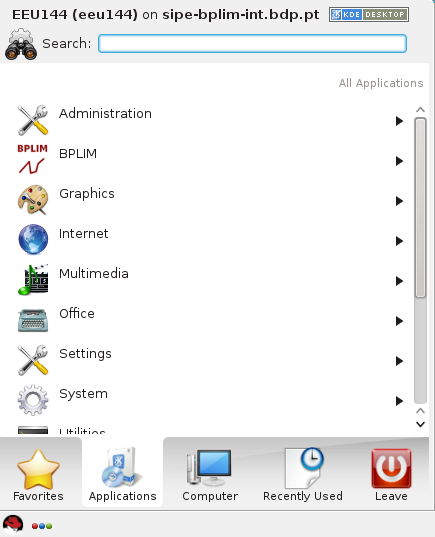 EEU144 (eeu144) on sipe-bplim-int.bdp.pt KDE DESKTOP
Search:
All Applications
Administration
BPLIM BPLIM
Graphics
Internet
Multimedia
Office
Settings
System
Utilities
Favorites Applications Computer Recently Used Leave